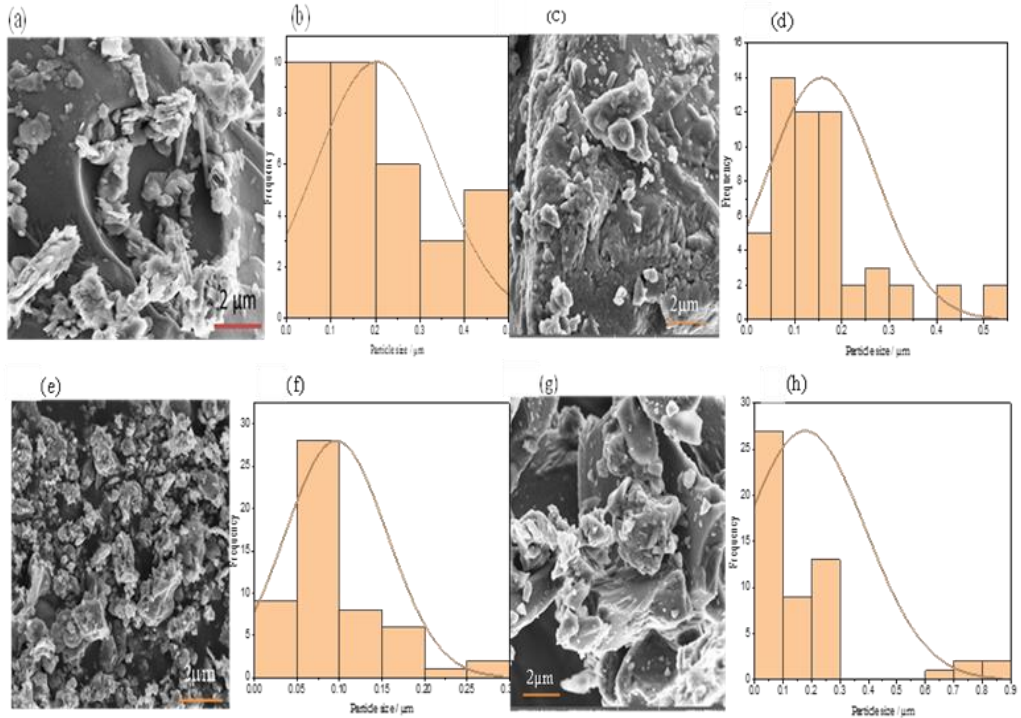 (a)
(b)
(c)
(d)
2 μm
2μm
Frequency
10
8
6
4
2
0
0.0 0.1 0.2 0.3 0.4 0.5
Particle size / μm
Frequency
16
14
12
10
8
6
4
2
0
0.0 0.1 0.2 0.3 0.4 0.5
Particle size / μm
(e)
(f)
(g)
(h)
2μm
2μm
Frequency
30
25
20
15
10
5
0
0.00 0.05 0.10 0.15 0.20 0.25 0.3
Particle size / μm
Frequency
30
25
20
15
10
5
0
0.0 0.1 0.2 0.3 0.4 0.5 0.6 0.7 0.8 0.9
Particle size / μm